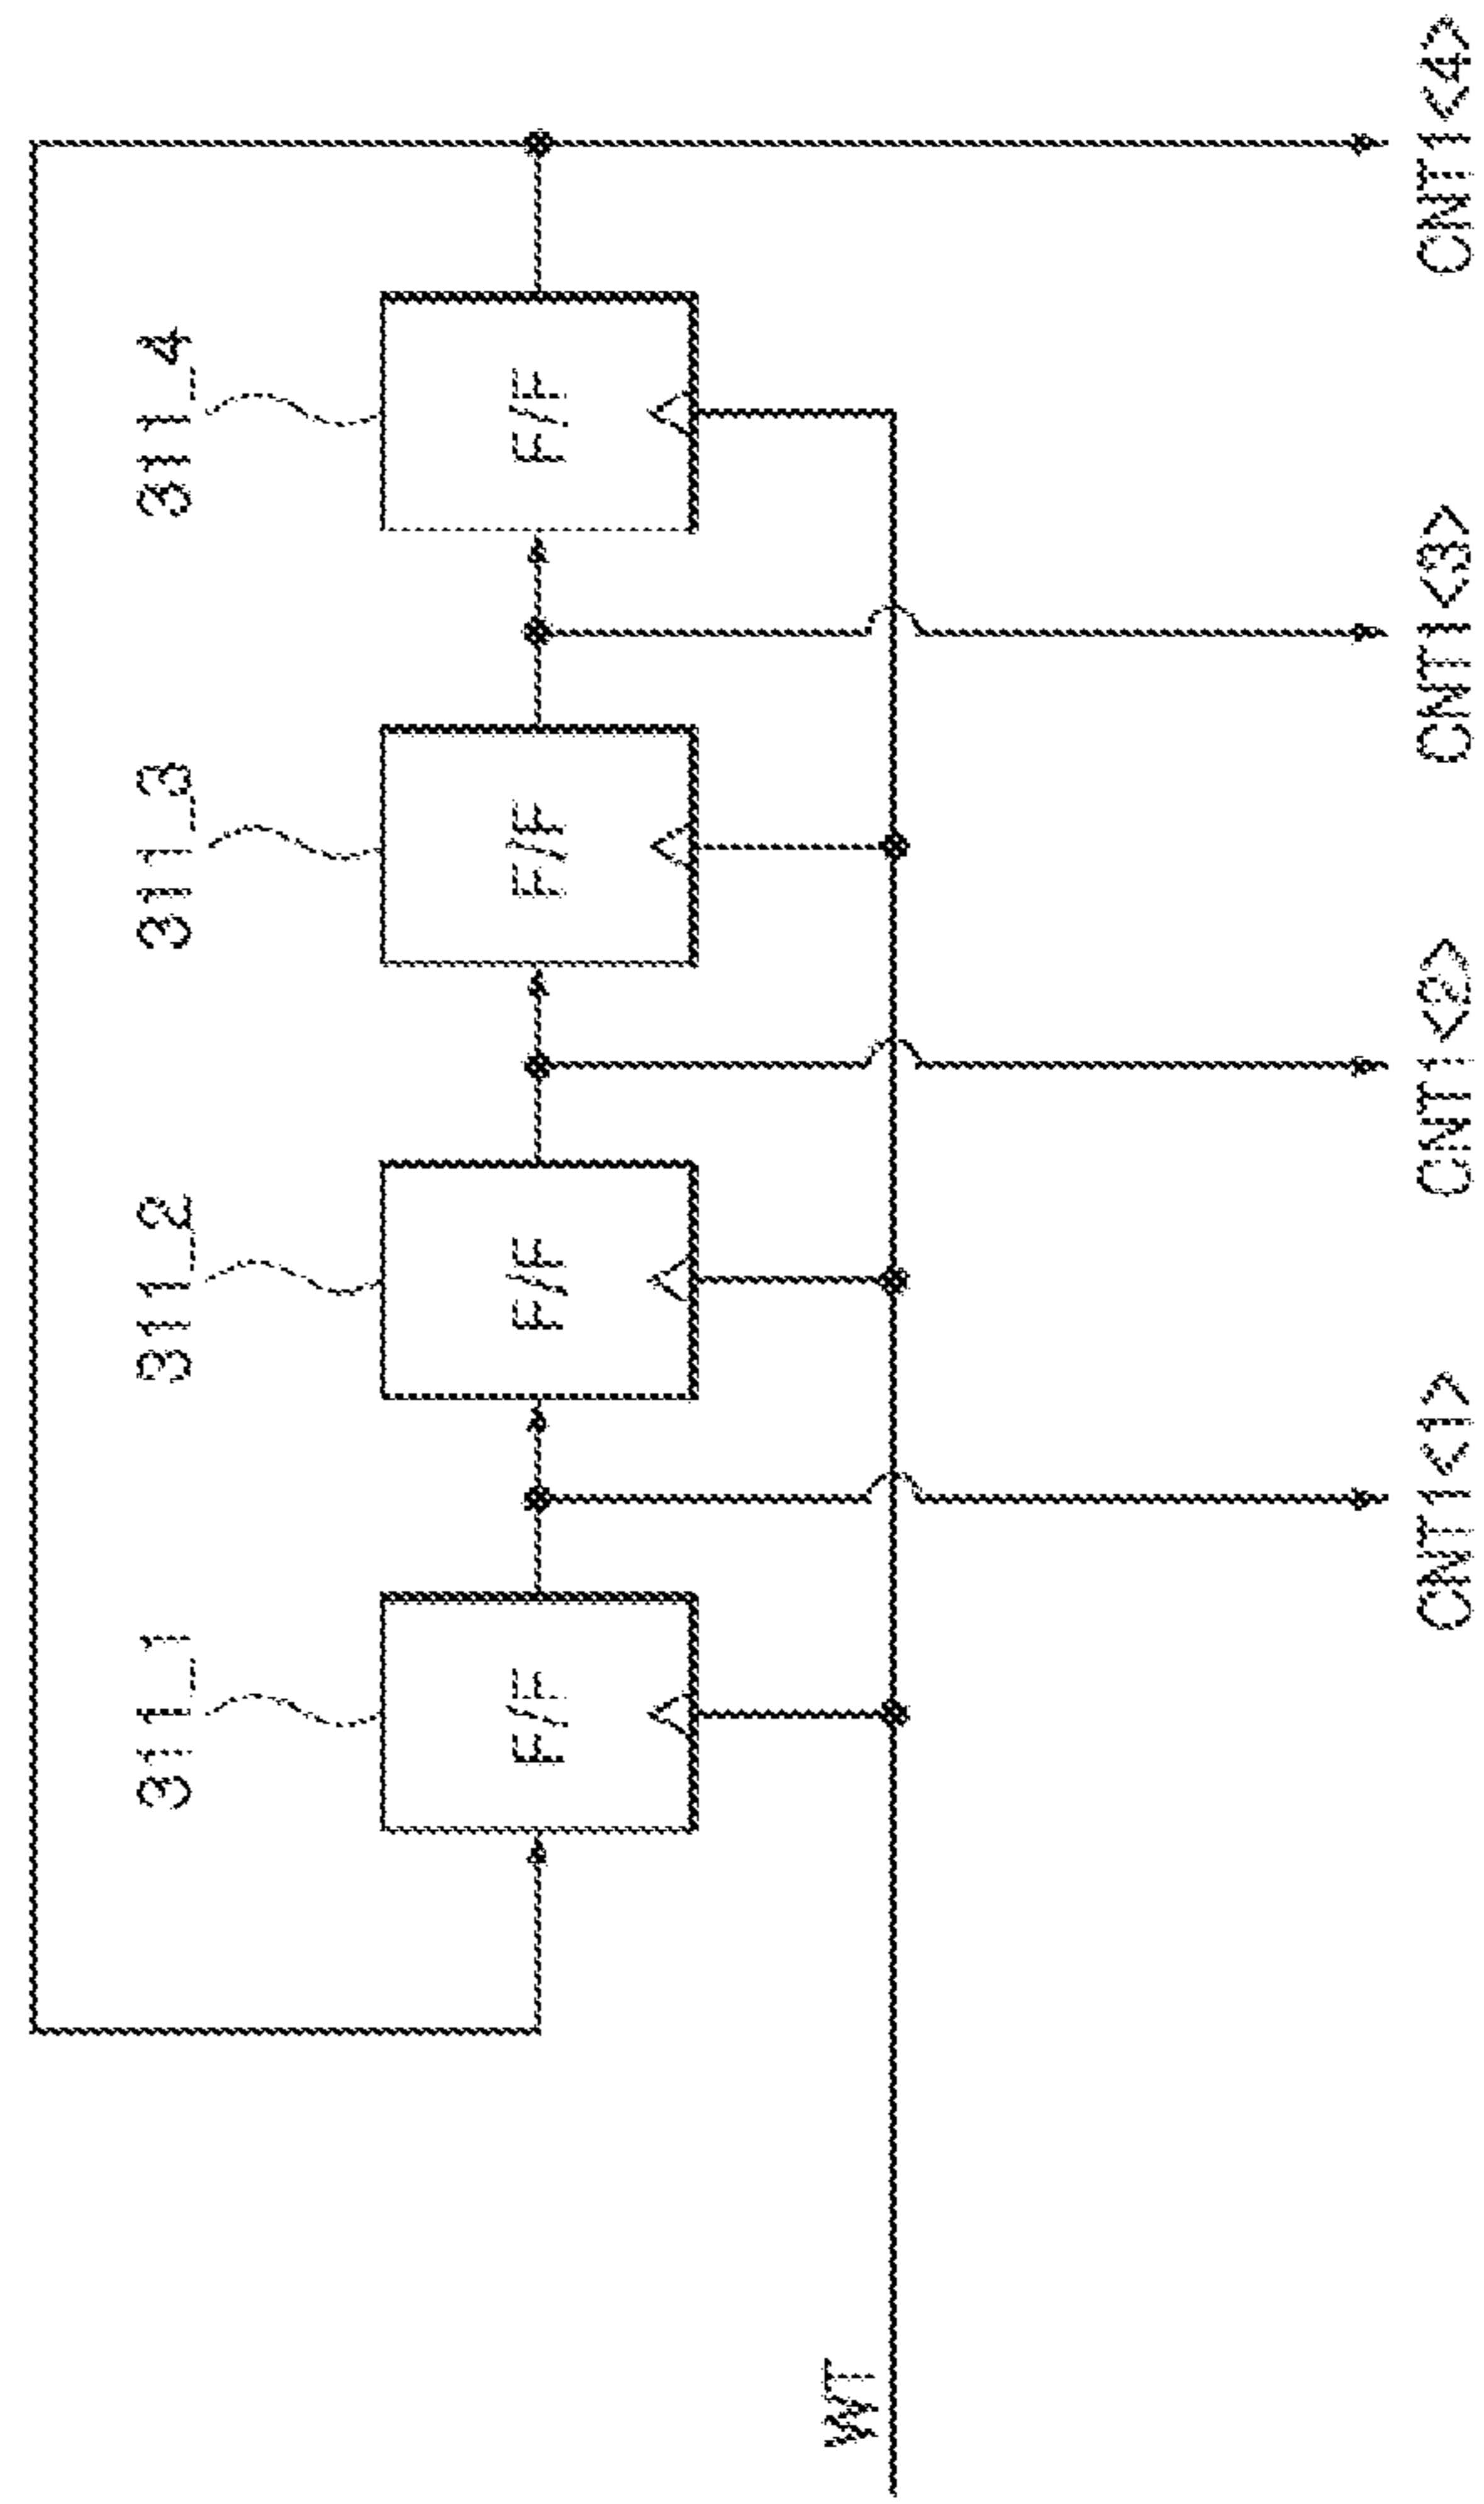 311_1
311_2
311_3
311_4
F/F
F/F
F/F
F/F
WT
CNT1<1>
CNT1<2>
CNT1<3>
CNT1<4>